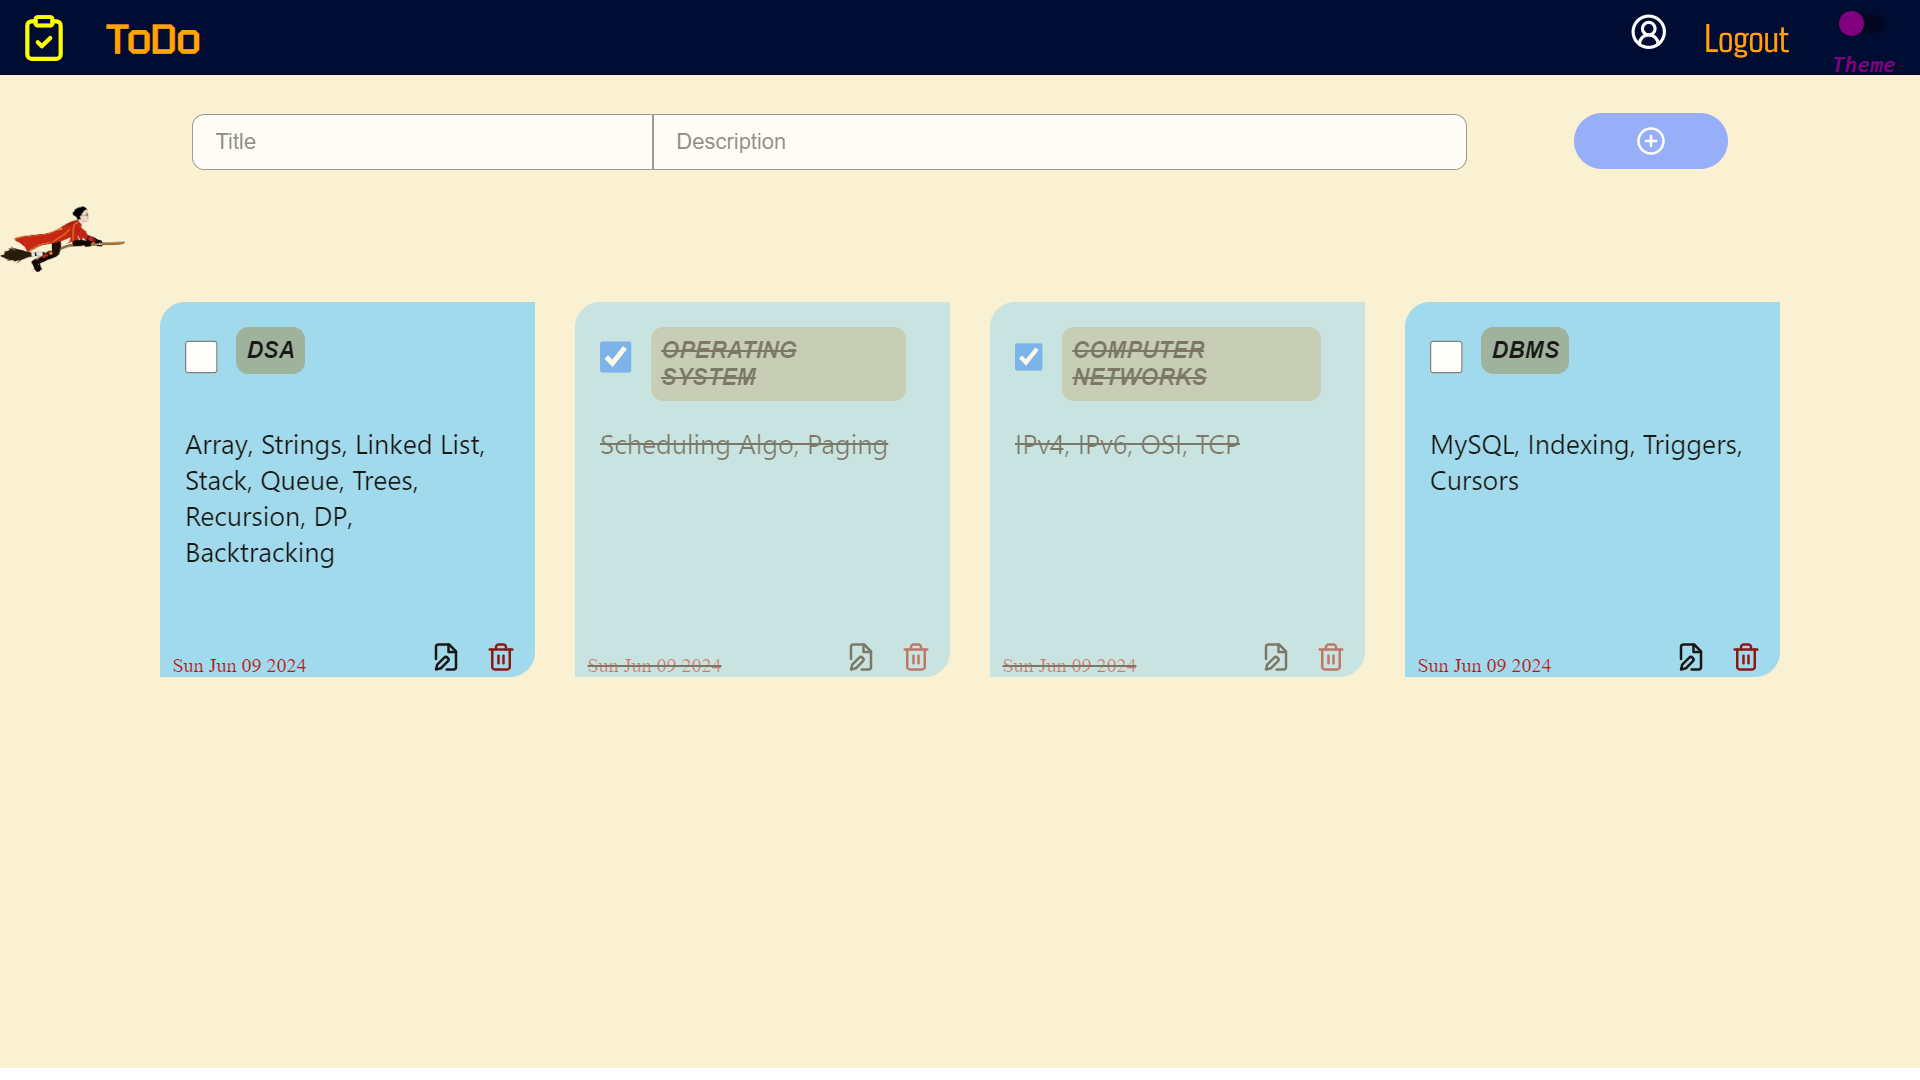 ToDo
Logout
Theme
Title
Description
DSA
Array, Strings, Linked List,
Stack, Queue, Trees,
Recursion, DP,
Backtracking
Sun Jun 09 2024
OPERATING
SYSTEM
Scheduling Algo, Paging
Sun Jun 09 2024
COMPUTER
NETWORKS
IPv4, IPv6, OSI, TCP
Sun Jun 09 2024
DBMS
MySQL, Indexing, Triggers,
Cursors
Sun Jun 09 2024